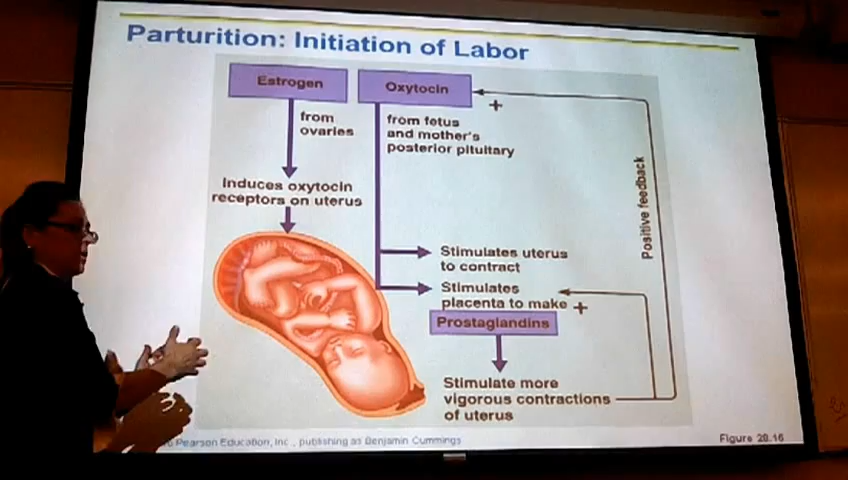 Parturition: Initiation of Labor
Estrogen
Oxytocin
+
from
ovaries
from fetus
and mother's
posterior pituitary
Induces oxytocin
receptors on uterus
Positive feedback
Stimulates uterus
to contract
Stimulates
placenta to make
+
Prostaglandins
Stimulate more
vigorous contractions
of uterus
Pearson Education, Inc., publishing as Benjamin Cummings
Figure 28.16